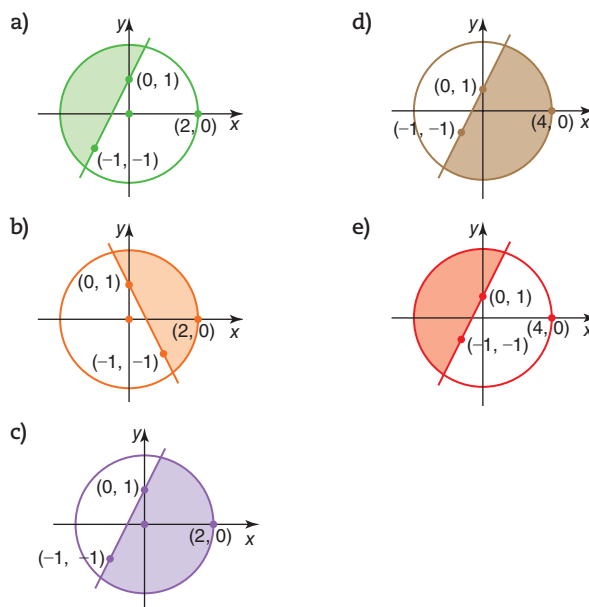 a)
y
(0, 1)
(2, 0)
x
(−1, −1)
b)
y
(0, 1)
(2, 0)
x
(−1, −1)
c)
y
(0, 1)
(2, 0)
x
(−1, −1)
d)
y
(0, 1)
(−1, −1)
(4, 0)
x
e)
y
(0, 1)
(4, 0)
x
(−1, −1)